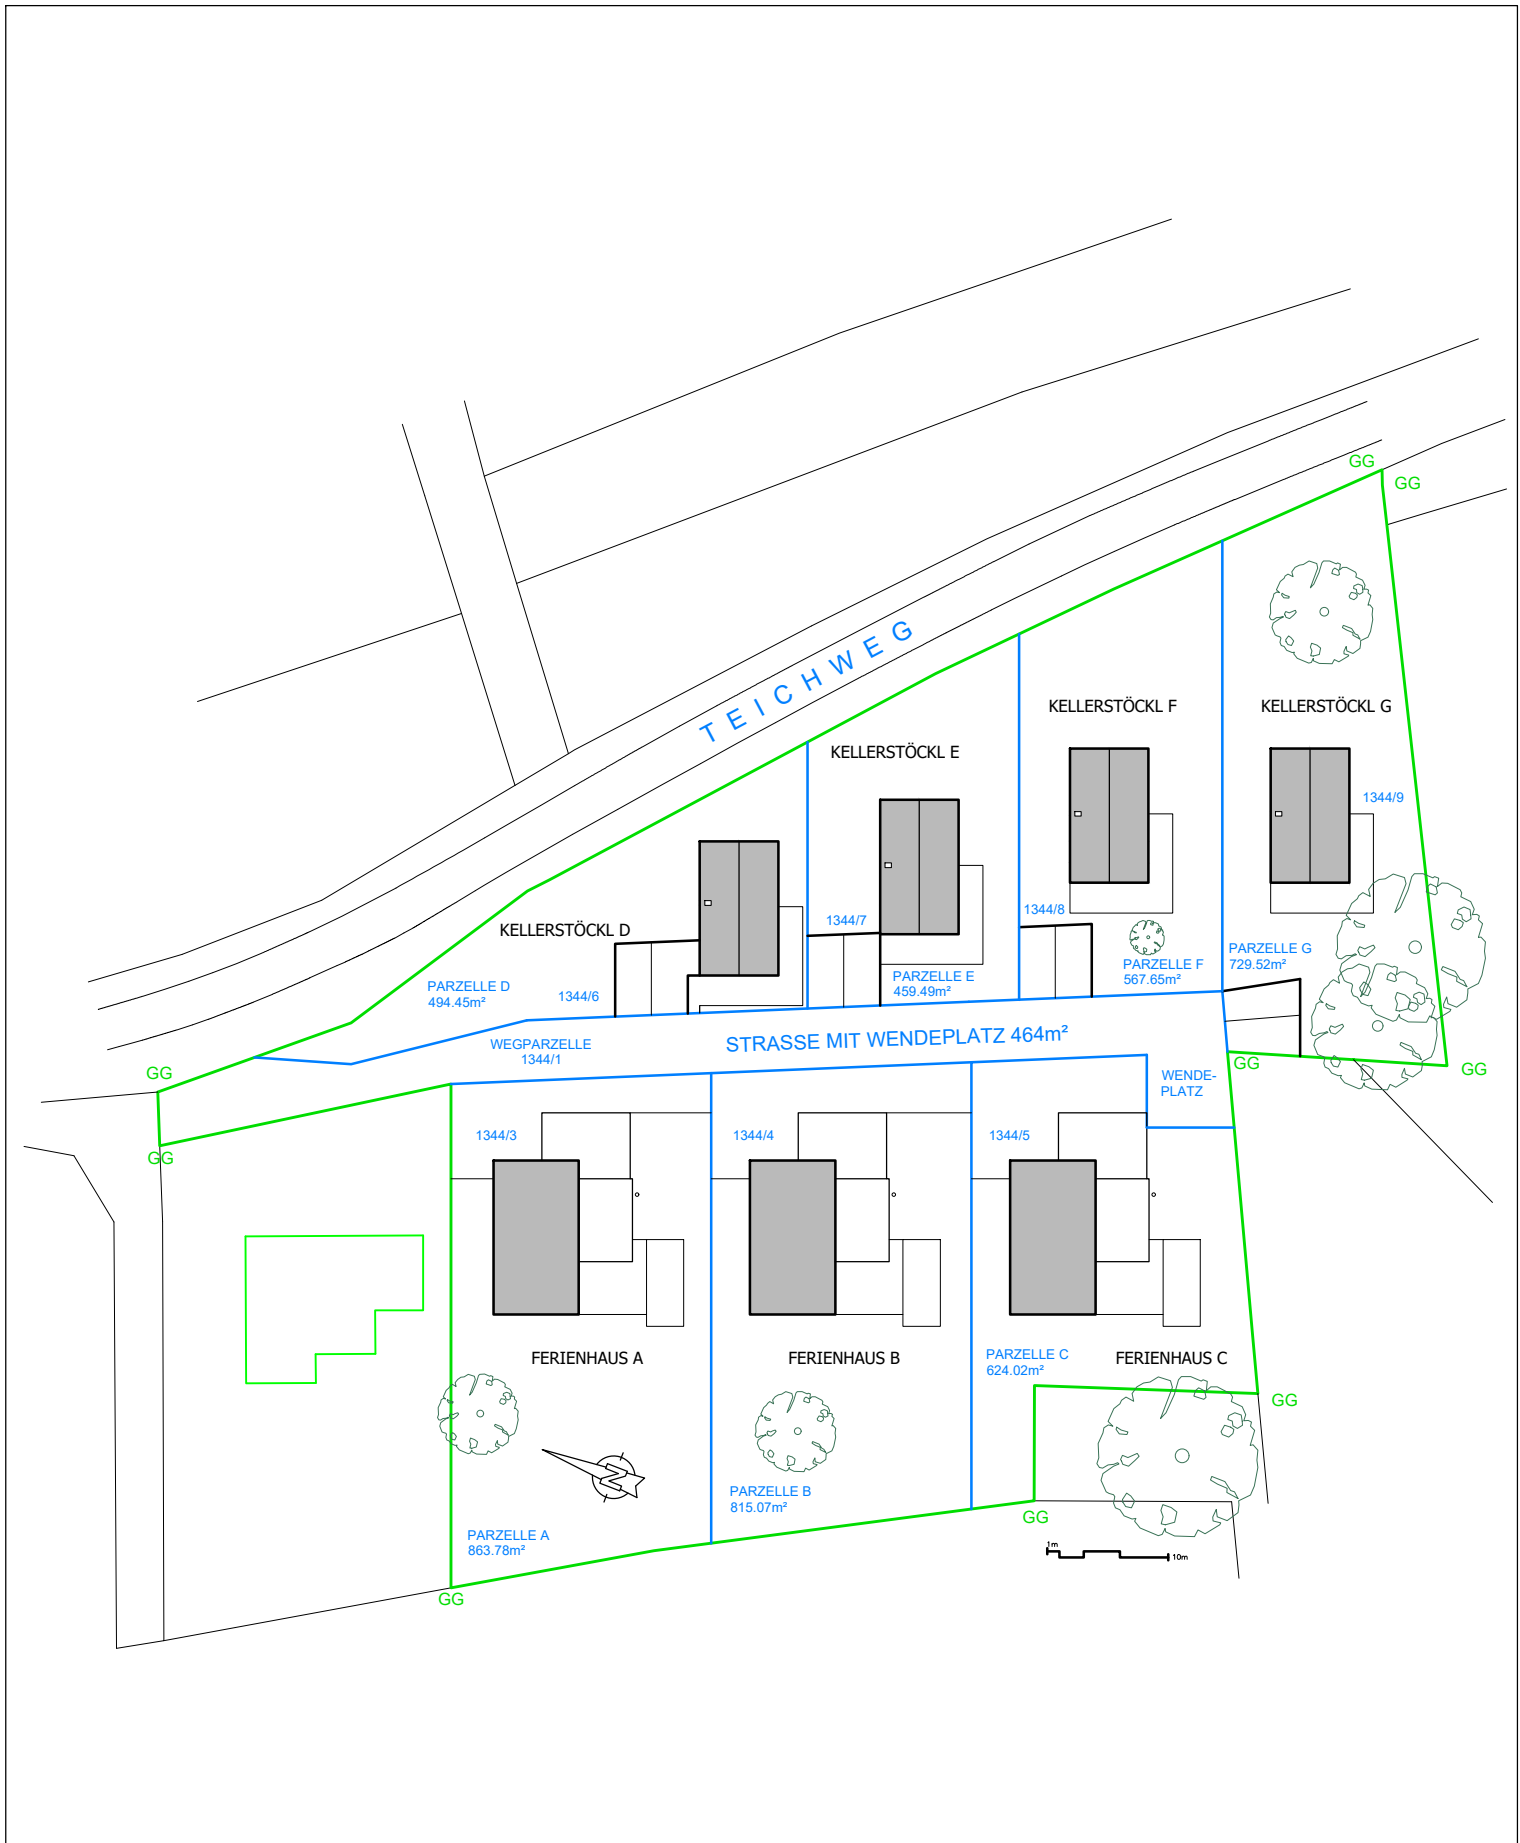 GG
GG
TEICHWEG
KELLERSTÖCKL F
KELLERSTÖCKL G
KELLERSTÖCKL E
1344/9
1344/8
1344/7
KELLERSTÖCKL D
PARZELLE G
729.52m²
PARZELLE F
567.65m²
PARZELLE E
459.49m²
PARZELLE D
494.45m²
1344/6
STRASSE MIT WENDEPLATZ 464m²
WEGPARZELLE
1344/1
GG
GG
GG
WENDE-
PLATZ
GG
1344/3
1344/4
1344/5
FERIENHAUS A
FERIENHAUS B
PARZELLE C
624.02m²
FERIENHAUS C
GG
N
PARZELLE B
815.07m²
GG
PARZELLE A
863.78m²
1m
10m
GG